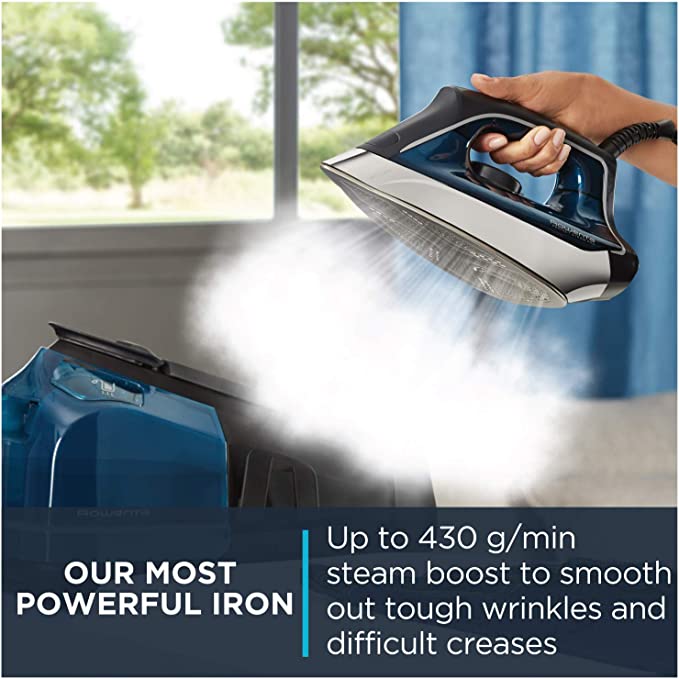 Rowenta
OUR MOST
POWERFUL IRON
Up to 430 g/min
steam boost to smooth
out tough wrinkles and
difficult creases